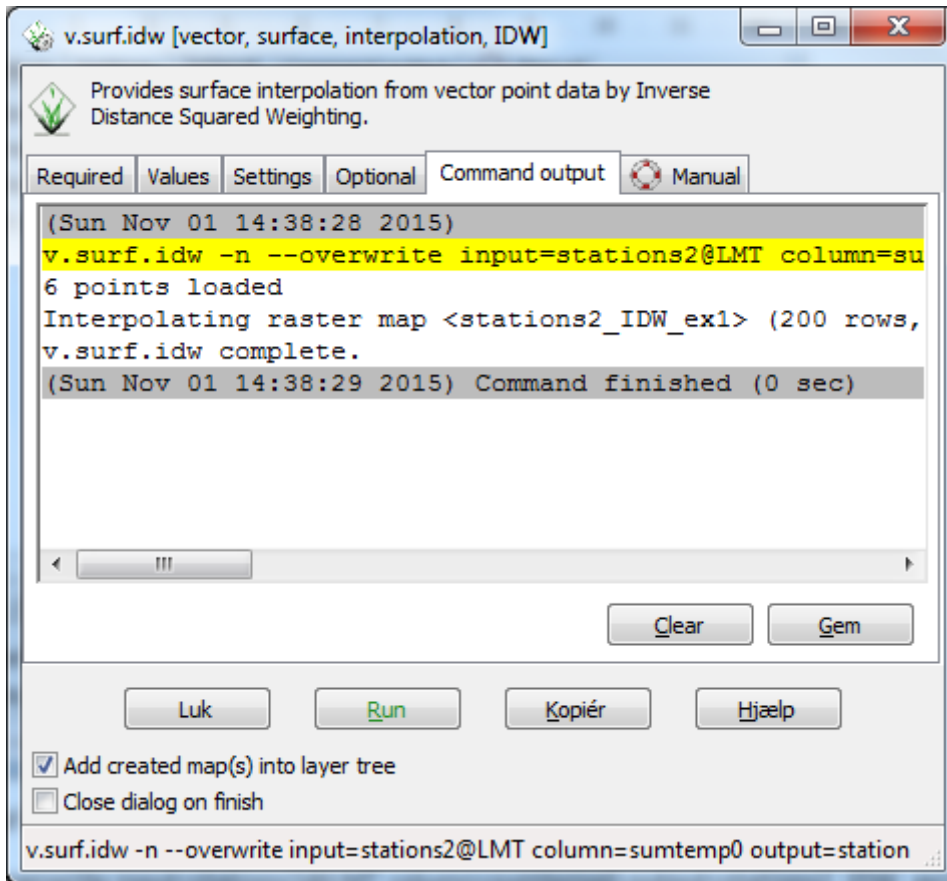 v.surf.idw [vector, surface, interpolation, IDW]
Provides surface interpolation from vector point data by Inverse
Distance Squared Weighting.
Required Values Settings Optional Command output Manual
(Sun Nov 01 14:38:28 2015)
v.surf.idw -n --overwrite input=stations2@LMT column=su
6 points loaded
Interpolating raster map <stations2_IDW_ex1> (200 rows,
v.surf.idw complete.
(Sun Nov 01 14:38:29 2015) Command finished (0 sec)
Clear Gem
Luk Run Kopiér Hjælp
Add created map(s) into layer tree
Close dialog on finish
v.surf.idw -n --overwrite input=stations2@LMT column=sumtemp0 output=station